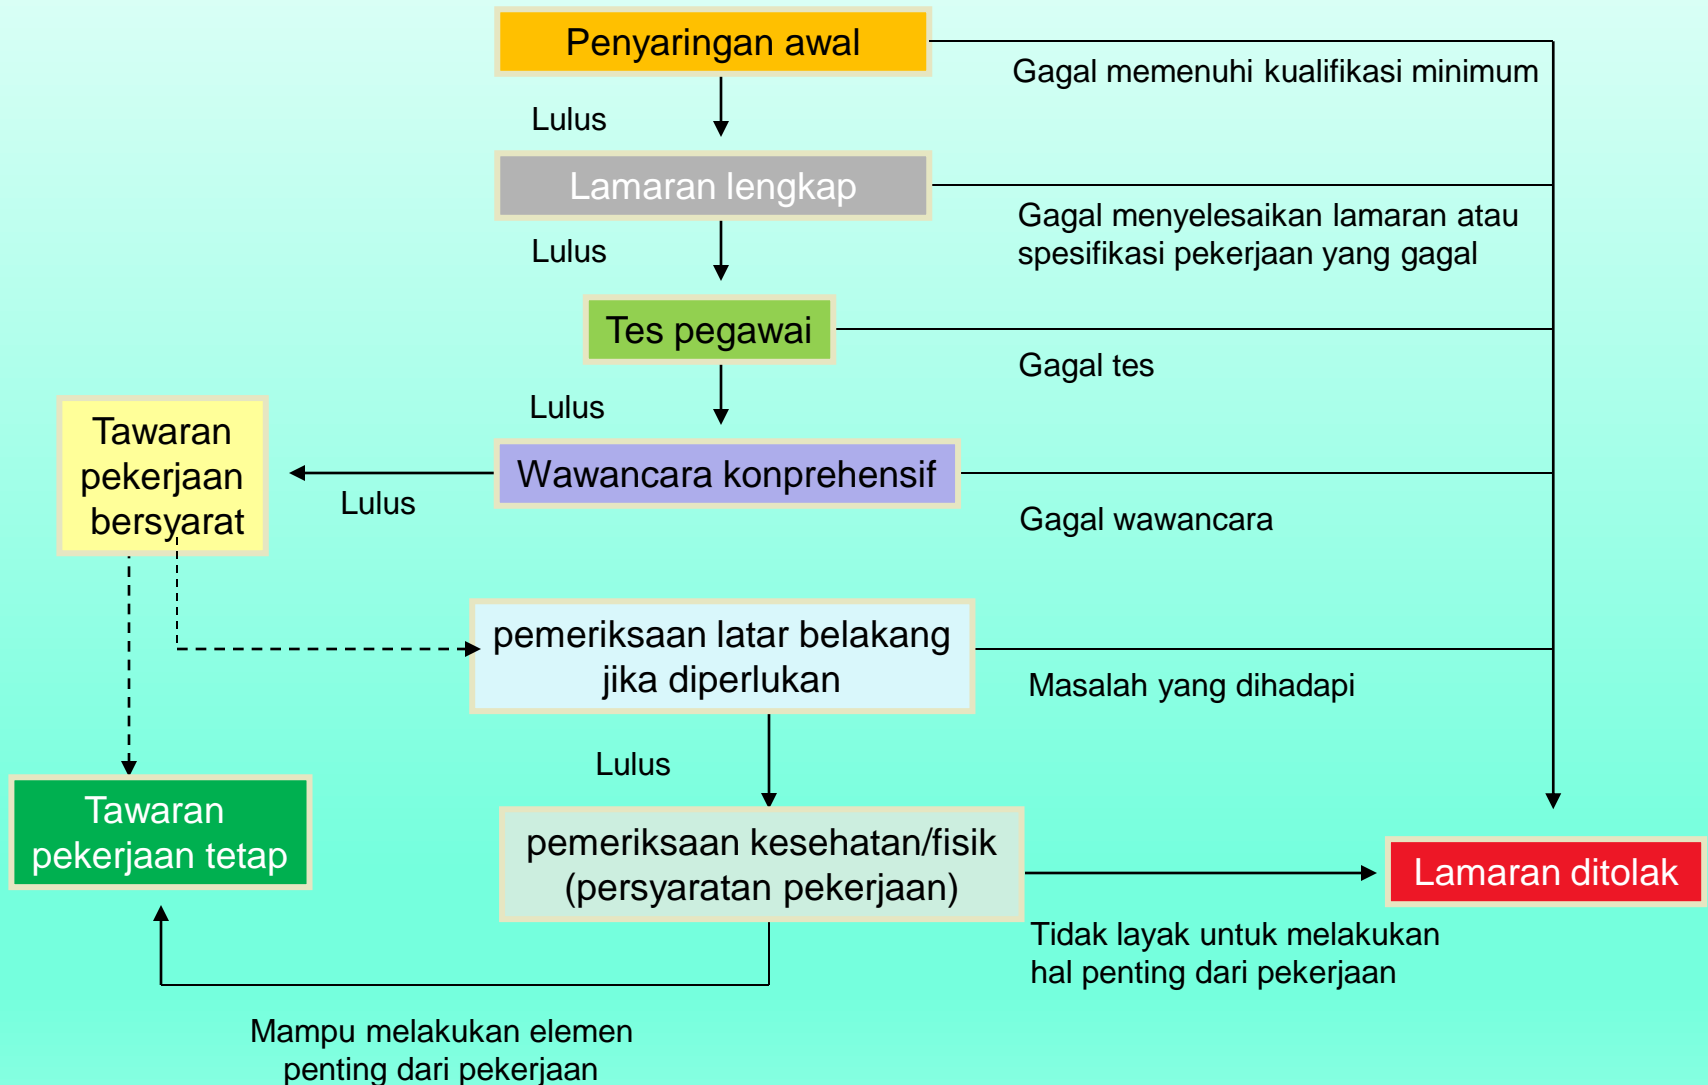 Penyaringan awal
Gagal memenuhi kualifikasi minimum
Lulus
Lamaran lengkap
Gagal menyelesaikan lamaran atau
spesifikasi pekerjaan yang gagal
Lulus
Tes pegawai
Gagal tes
Lulus
Tawaran
pekerjaan
bersyarat
Wawancara konprehensif
Lulus
Gagal wawancara
pemeriksaan latar belakang
jika diperlukan
Masalah yang dihadapi
Lulus
Tawaran
pekerjaan tetap
pemeriksaan kesehatan/fisik
(persyaratan pekerjaan)
Lamaran ditolak
Tidak layak untuk melakukan
hal penting dari pekerjaan
Mampu melakukan elemen
penting dari pekerjaan